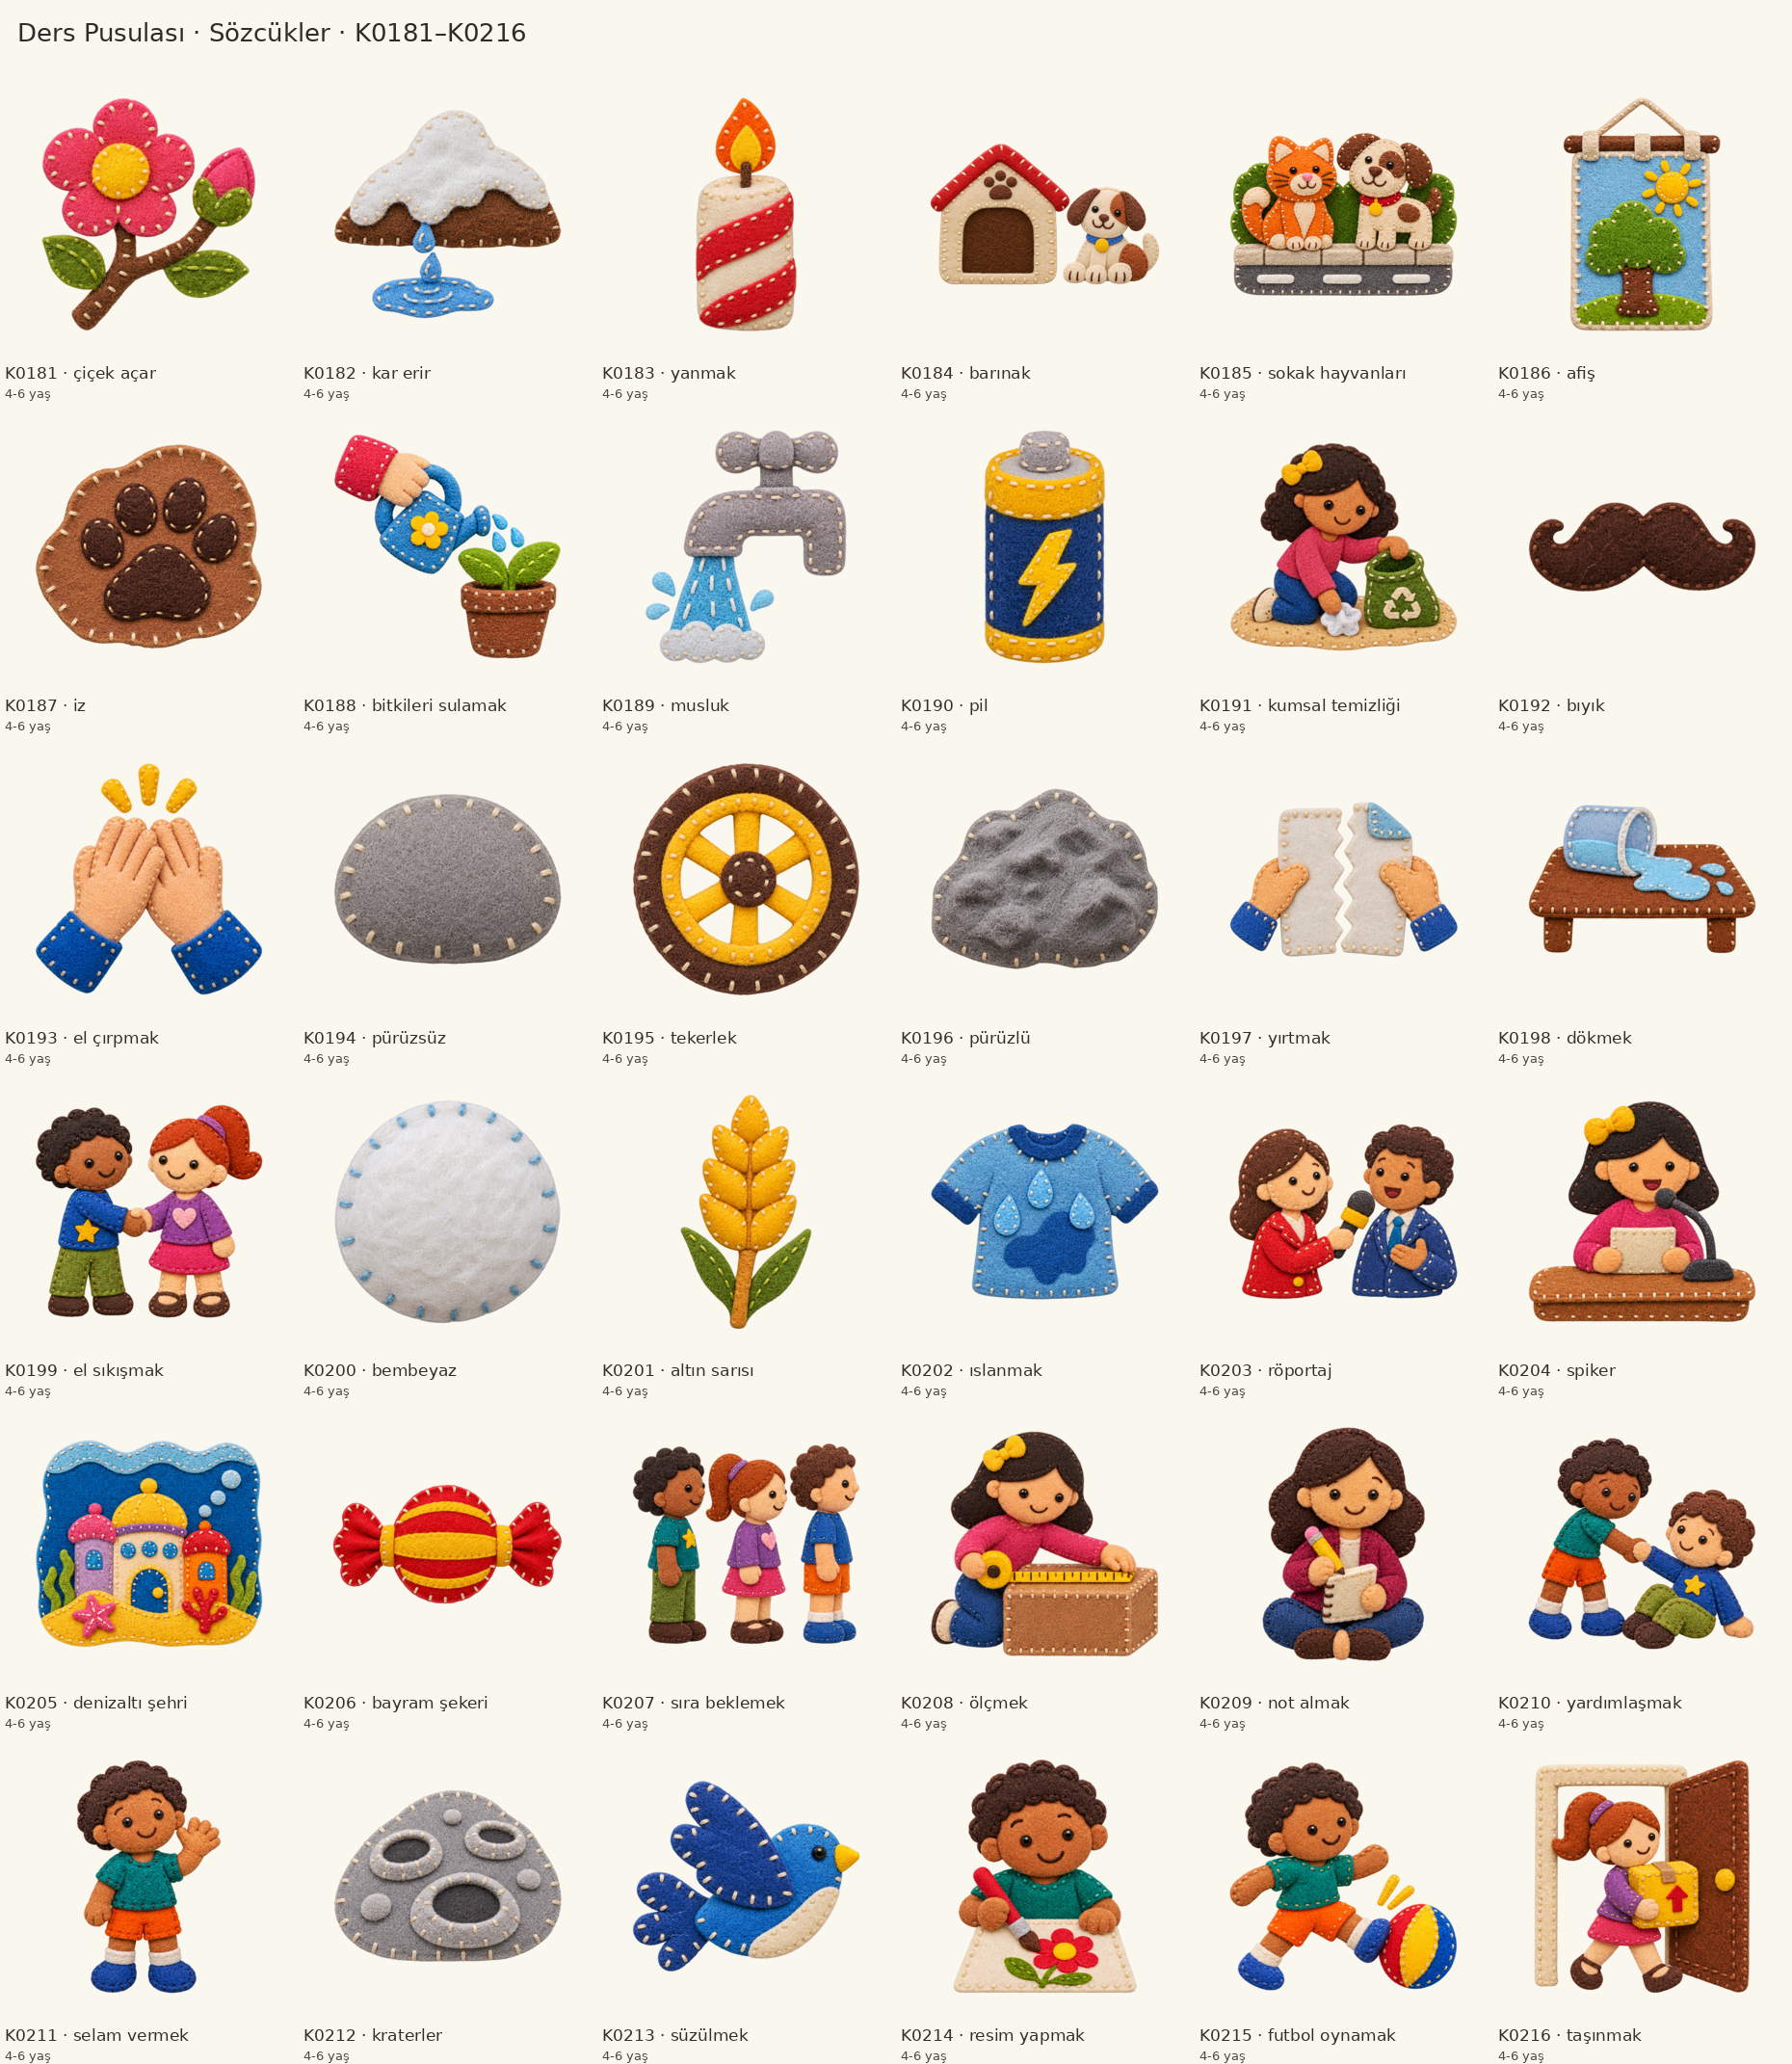 Ders Pusulası · Sözcükler · K0181–K0216
K0181 · çiçek açar
4-6 yaş
K0182 · kar erir
4-6 yaş
K0183 · yanmak
4-6 yaş
K0184 · barınak
4-6 yaş
K0185 · sokak hayvanları
4-6 yaş
K0186 · afiş
4-6 yaş
K0187 · iz
4-6 yaş
K0188 · bitkileri sulamak
4-6 yaş
K0189 · musluk
4-6 yaş
K0190 · pil
4-6 yaş
K0191 · kumsal temizliği
4-6 yaş
K0192 · bıyık
4-6 yaş
K0193 · el çırpmak
4-6 yaş
K0194 · pürüzsüz
4-6 yaş
K0195 · tekerlek
4-6 yaş
K0196 · pürüzlü
4-6 yaş
K0197 · yırtmak
4-6 yaş
K0198 · dökmek
4-6 yaş
K0199 · el sıkışmak
4-6 yaş
K0200 · bembeyaz
4-6 yaş
K0201 · altın sarısı
4-6 yaş
K0202 · ıslanmak
4-6 yaş
K0203 · röportaj
4-6 yaş
K0204 · spiker
4-6 yaş
K0205 · denizaltı şehri
4-6 yaş
K0206 · bayram şekeri
4-6 yaş
K0207 · sıra beklemek
4-6 yaş
K0208 · ölçmek
4-6 yaş
K0209 · not almak
4-6 yaş
K0210 · yardımlaşmak
4-6 yaş
K0211 · selam vermek
4-6 yaş
K0212 · kraterler
4-6 yaş
K0213 · süzülmek
4-6 yaş
K0214 · resim yapmak
4-6 yaş
K0215 · futbol oynamak
4-6 yaş
K0216 · taşınmak
4-6 yaş